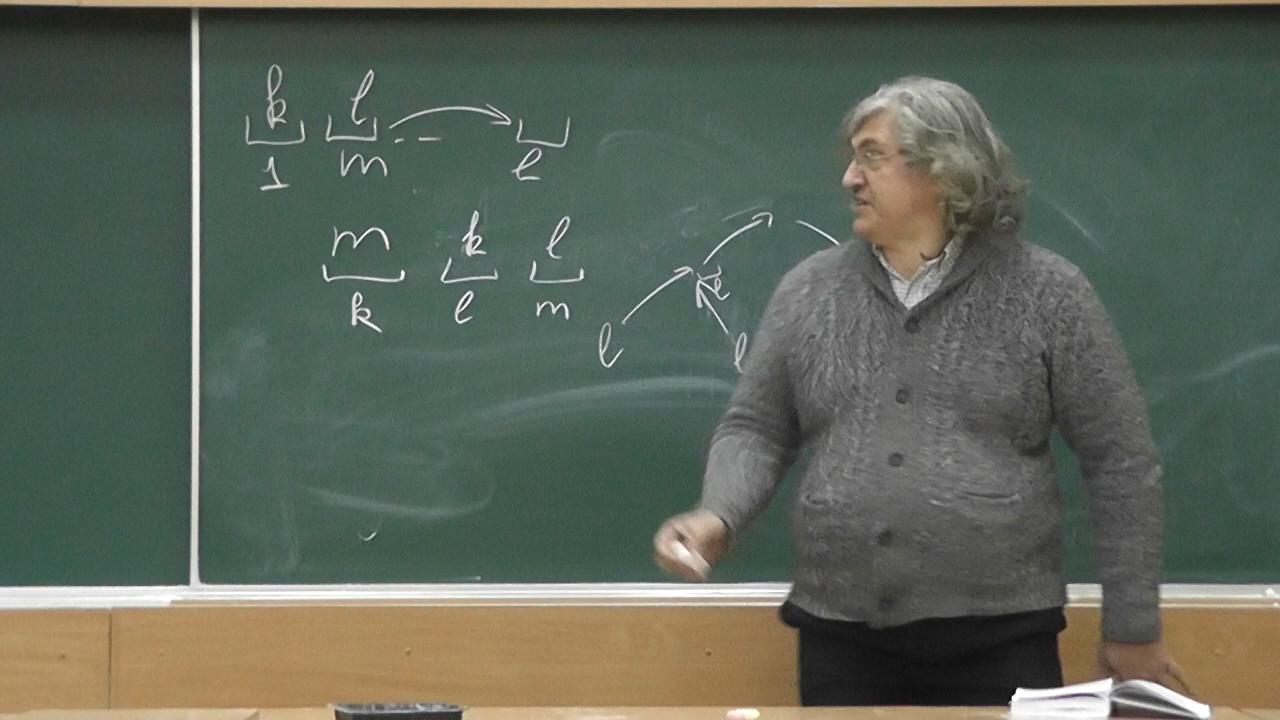 k l
1 m -- e
m k l
k e m
e
l l